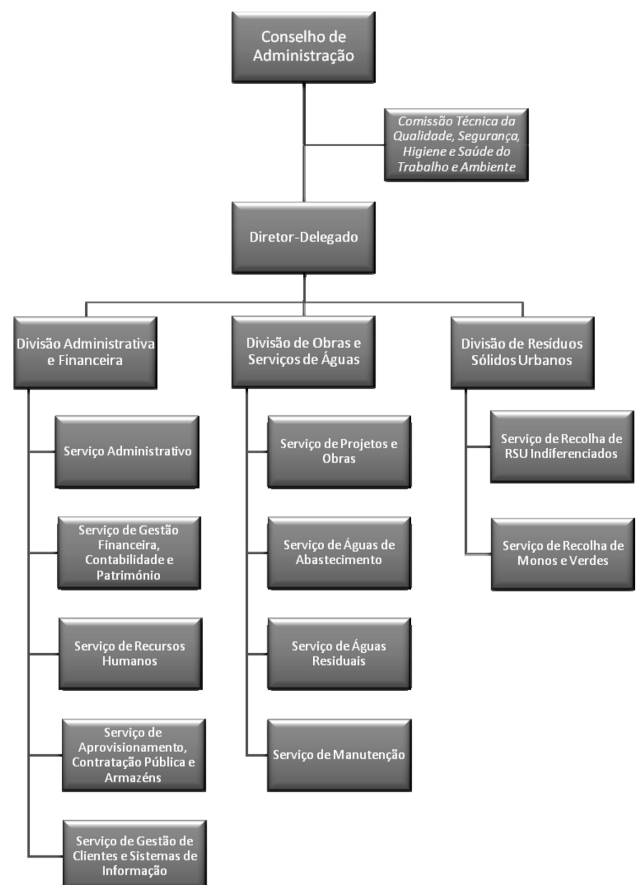 Conselho de
Administração
Comissão Técnica da
Qualidade, Segurança,
Higiene e Saúde do
Trabalho e Ambiente
Diretor-Delegado
Divisão Administrativa
e Financeira
Divisão de Obras e
Serviços de Águas
Divisão de Resíduos
Sólidos Urbanos
Serviço Administrativo
Serviço de Gestão
Financeira,
Contabilidade e
Património
Serviço de Recursos
Humanos
Serviço de
Aprovisionamento,
Contratação Pública e
Armazéns
Serviço de Gestão de
Clientes e Sistemas de
Informação
Serviço de Projetos e
Obras
Serviço de Águas de
Abastecimento
Serviço de Águas
Residuais
Serviço de Manutenção
Serviço de Recolha de
RSU Indiferenciados
Serviço de Recolha de
Monos e Verdes